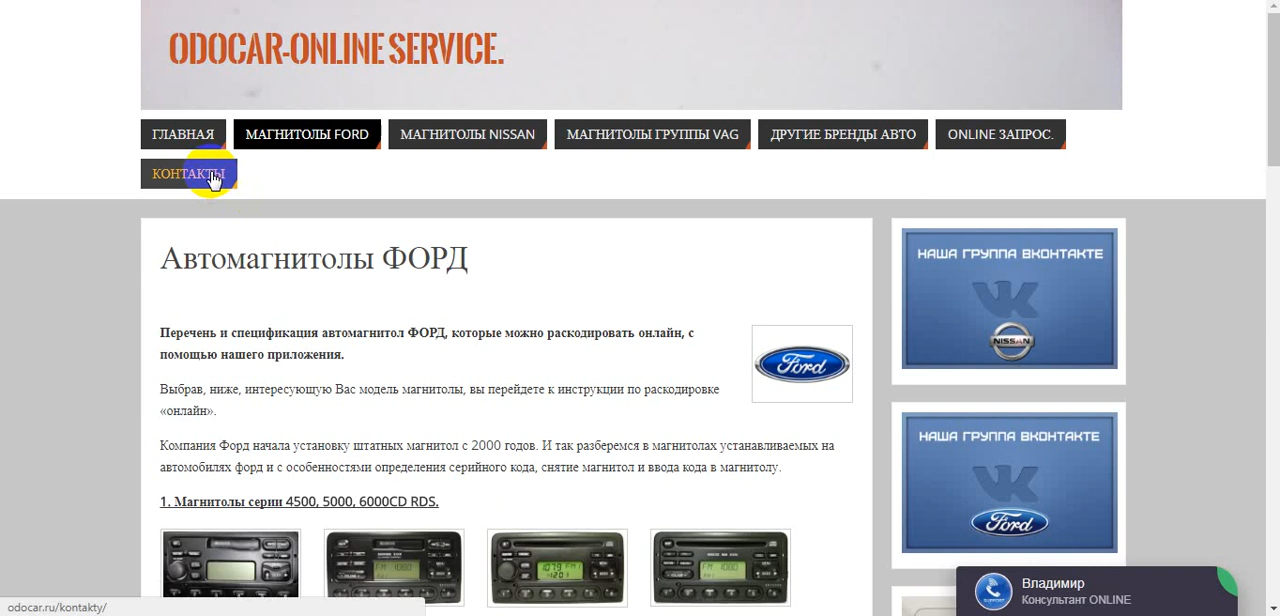 ODOCAR-ONLINE SERVICE.
ГЛАВНАЯ
МАГНИТОЛЫ FORD
МАГНИТОЛЫ NISSAN
МАГНИТОЛЫ ГРУППЫ VAG
ДРУГИЕ БРЕНДЫ АВТО
ONLINE ЗАПРОС.
КОНТАКТЫ
Автомагнитолы ФОРД
Перечень и спецификация автомагнитол ФОРД, которые можно раскодировать онлайн, с
помощью нашего приложения.
Ford
Выбрав, ниже, интересующую Вас модель магнитолы, вы перейдете к инструкции по раскодировке
«онлайн».
Компания Форд начала установку штатных магнитол с 2000 годов. И так разберемся в магнитолах устанавливаемых на
автомобилях форд и с особенностями определения серийного кода, снятие магнитол и ввода кода в магнитолу.
1. Магнитолы серии 4500, 5000, 6000CD RDS.
НАША ГРУППА ВКОНТАКТЕ
NISSAN
НАША ГРУППА ВКОНТАКТЕ
Ford
SUPPORT
Владимир
Консультант ONLINE
odocar.ru/kontakty/